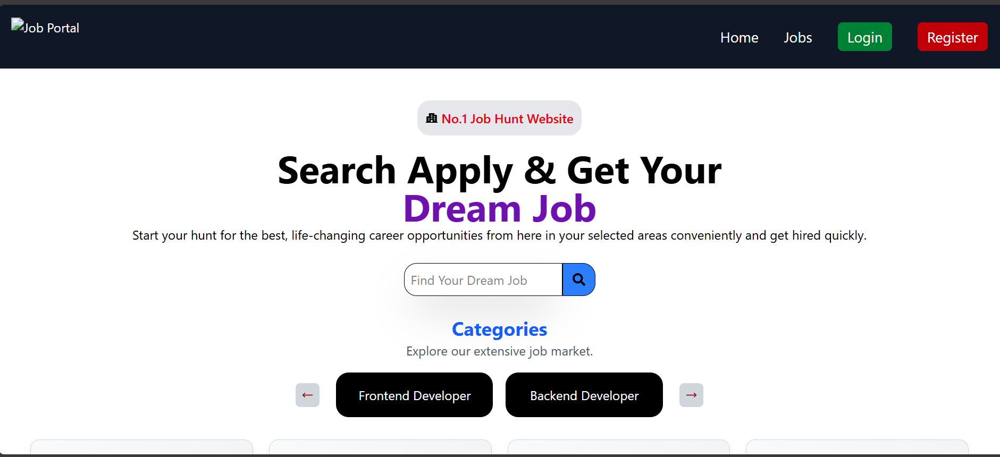 Job Portal
Home
Jobs
Login
Register
No.1 Job Hunt Website
Search Apply & Get Your
Dream Job
Start your hunt for the best, life-changing career opportunities from here in your selected areas conveniently and get hired quickly.
Find Your Dream Job
Categories
Explore our extensive job market.
←
Frontend Developer
Backend Developer
→